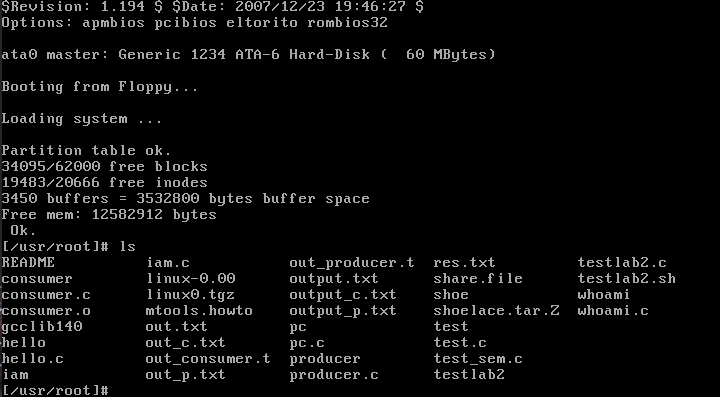 $Revision: 1.194 $ $Date: 2007/12/23 19:46:27 $
Options: apmbios pcibios eltorito rombios32
ata0 master: Generic 1234 ATA-6 Hard-Disk (  60 MBytes)
Booting from Floppy...
Loading system ...
Partition table ok.
34095/62000 free blocks
19483/20666 free inodes
3450 buffers = 3532800 bytes buffer space
Free mem: 12582912 bytes
 Ok.
[/usr/root]# ls
README            iam.c             out_producer.t    res.txt           testlab2.c
consumer          linux-0.00        output.txt        share.file        testlab2.sh
consumer.c        linux0.tgz        output_c.txt      shoe              whoami
consumer.o        mtools.howto      output_p.txt      shoelace.tar.Z    whoami.c
gcclib140         out.txt           pc                test
hello             out_c.txt         pc.c              test.c
hello.c           out_consumer.t    producer          test_sem.c
iam               out_p.txt         producer.c        testlab2
[/usr/root]#